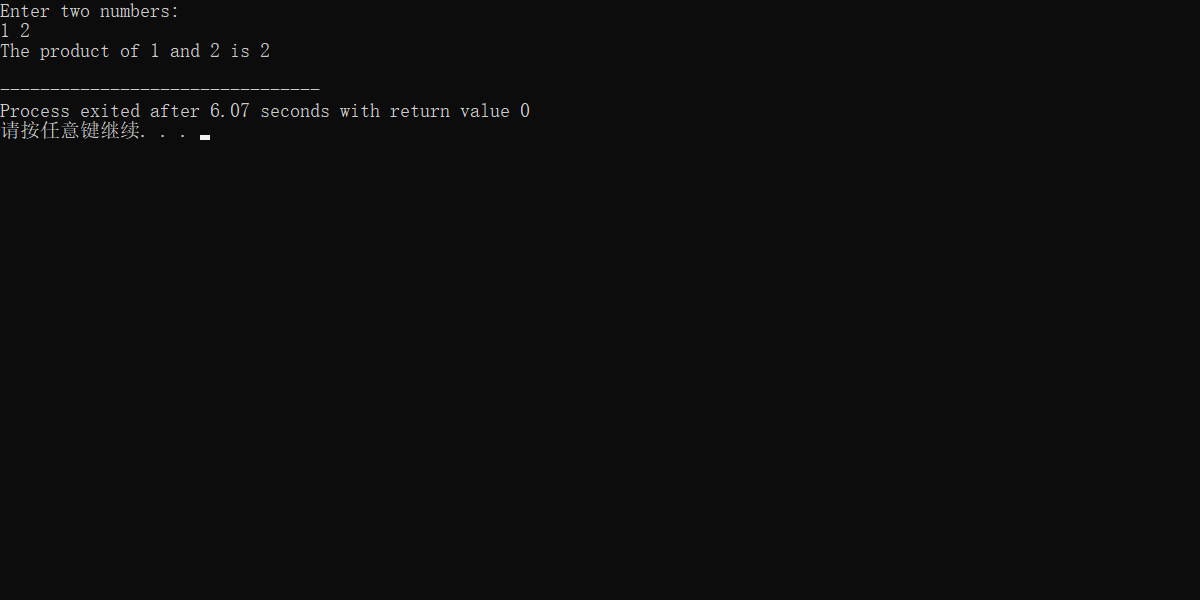 Enter two numbers:
1 2
The product of 1 and 2 is 2
--------------------------------
Process exited after 6.07 seconds with return value 0
请按任意键继续. . .